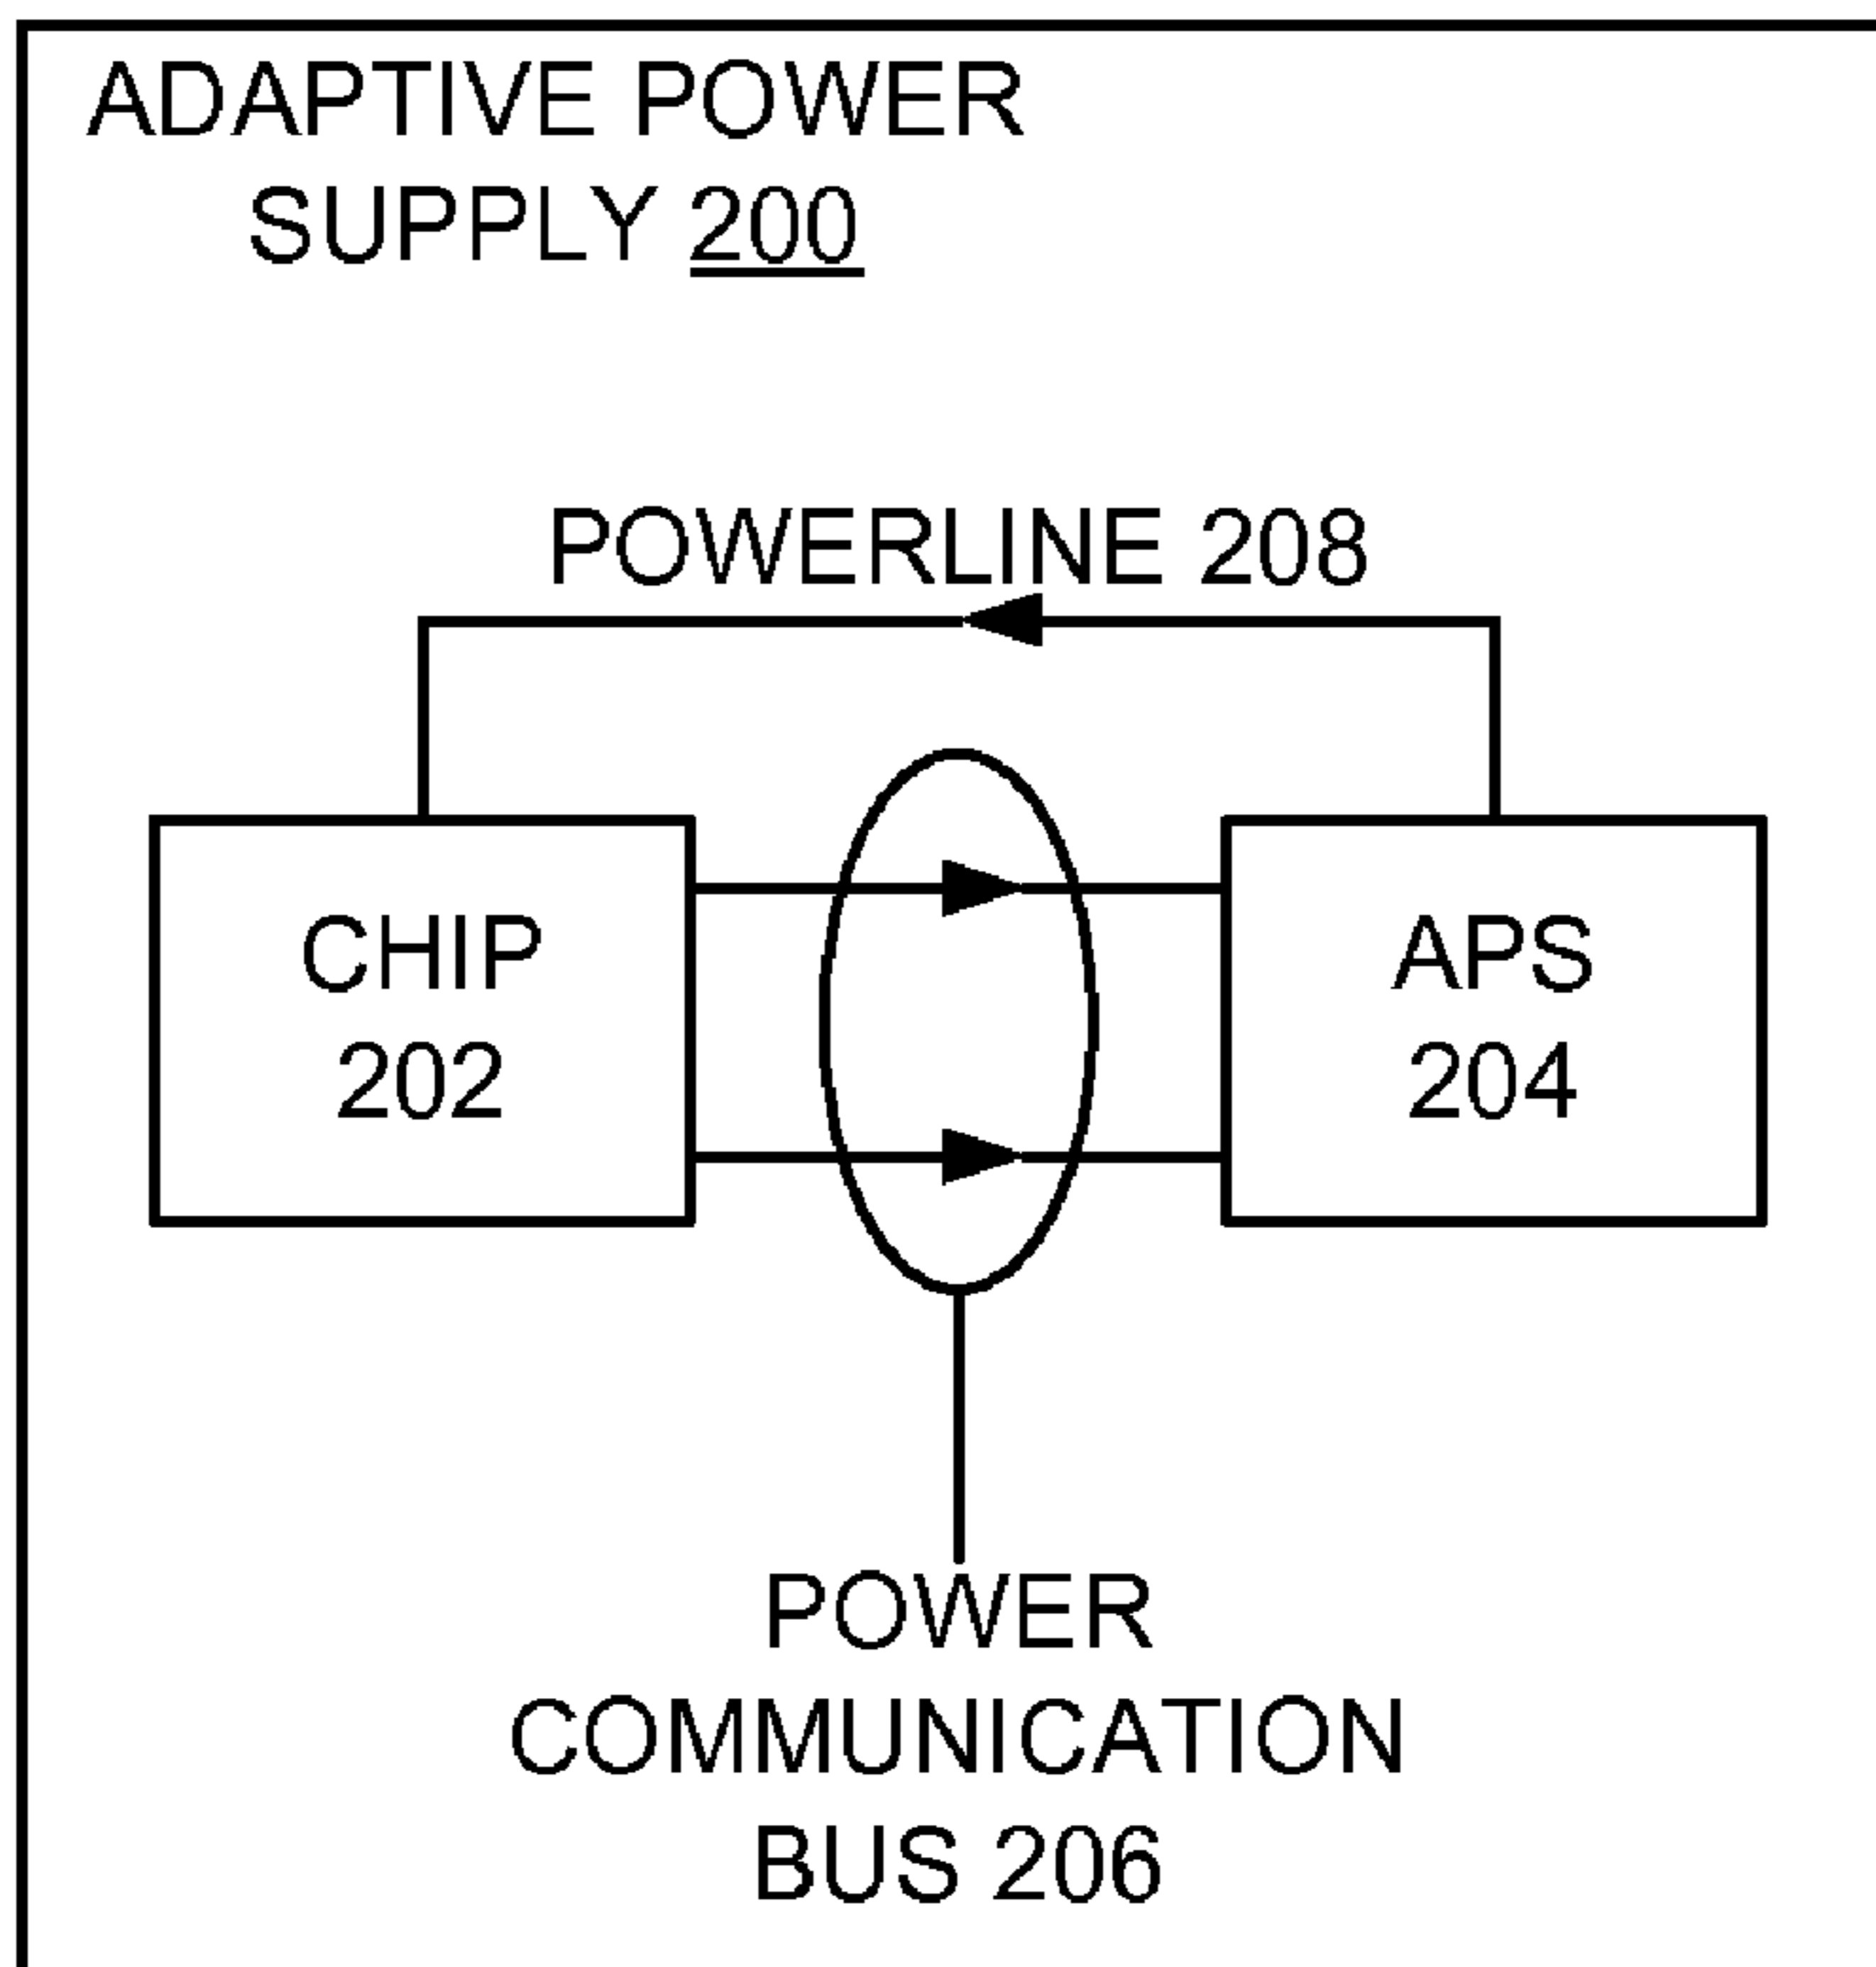 ADAPTIVE POWER
SUPPLY 200
POWERLINE 208
CHIP
202
APS
204
POWER
COMMUNICATION
BUS 206